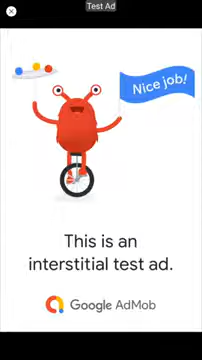 Test Ad
Nice job!
This is an
interstitial test ad.
Google AdMob